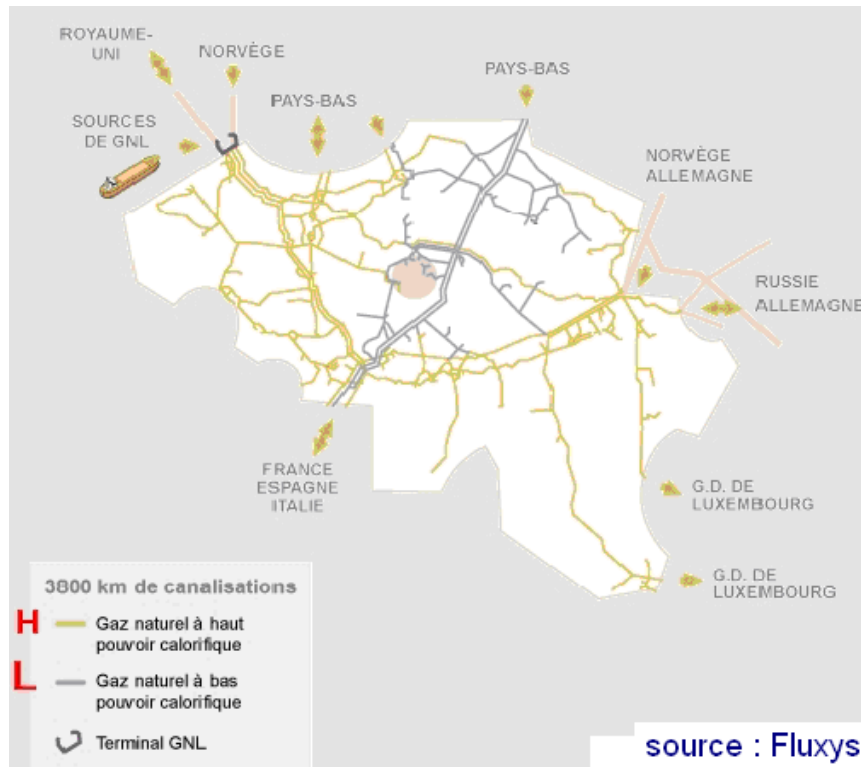 ROYAUME-
UNI
NORVÈGE
PAYS-BAS
PAYS-BAS
SOURCES
DE GNL
NORVÈGE
ALLEMAGNE
RUSSIE
ALLEMAGNE
FRANCE
ESPAGNE
ITALIE
G.D. DE
LUXEMBOURG
G.D. DE
LUXEMBOURG
3800 km de canalisations
H Gaz naturel à haut
pouvoir calorifique
L Gaz naturel à bas
pouvoir calorifique
Terminal GNL
source : Fluxys